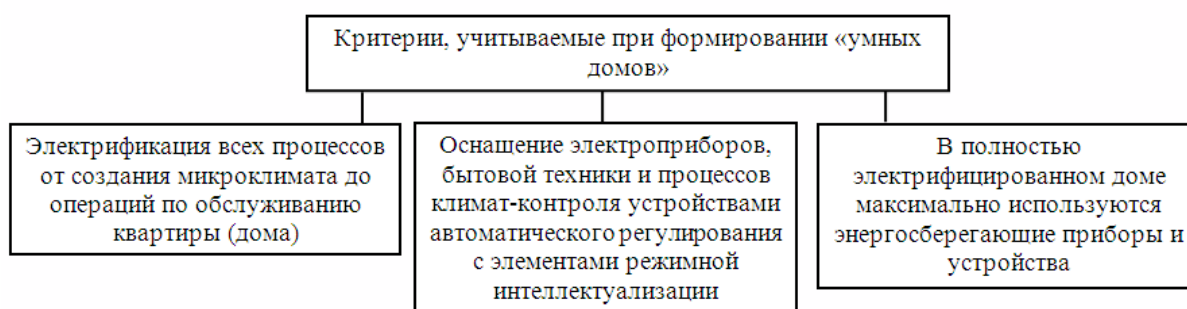 Критерии, учитываемые при формировании «умных
домов»
Электрификация всех процессов
от создания микроклимата до
операций по обслуживанию
квартиры (дома)
Оснащение электроприборов,
бытовой техники и процессов
климат-контроля устройствами
автоматического регулирования
с элементами режимной
интеллектуализации
В полностью
электрифицированном доме
максимально используются
энергосберегающие приборы и
устройства